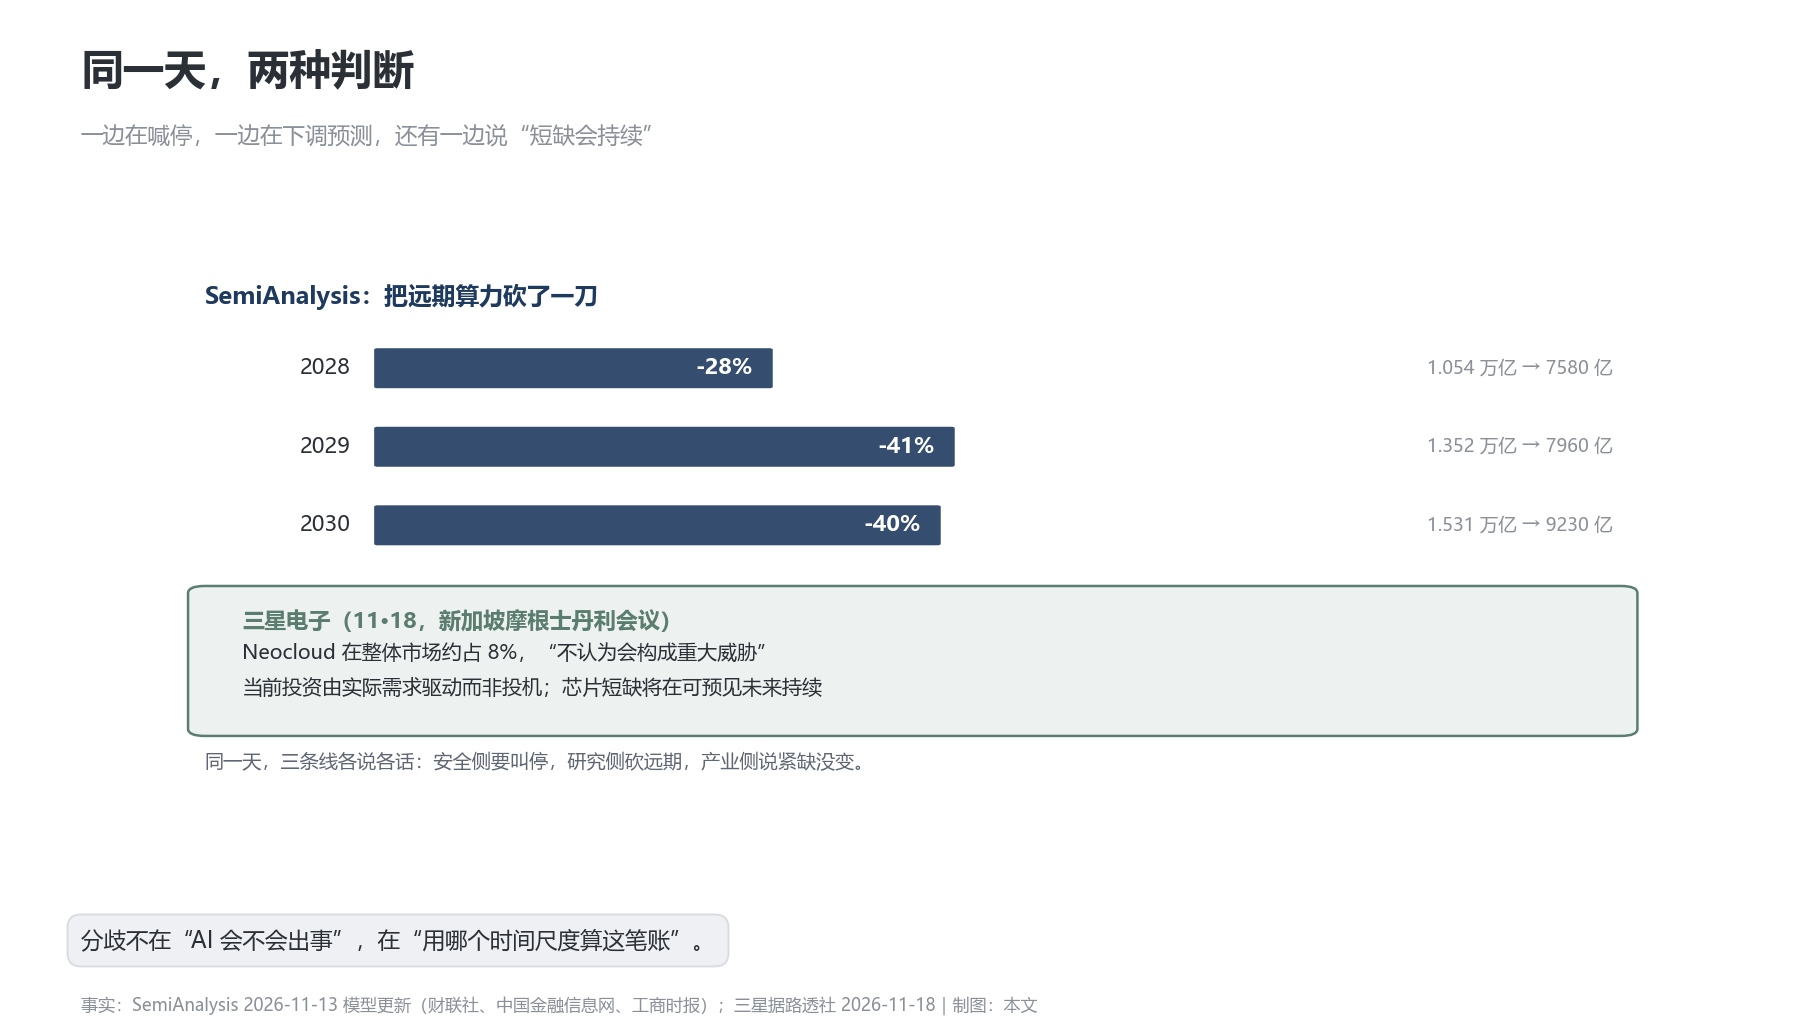 同一天，两种判断
一边在喊停，一边在下调预测，还有一边说“短缺会持续”
SemiAnalysis：把远期算力砍了一刀
2028 -28% 1.054 万亿 → 7580 亿
2029 -41% 1.352 万亿 → 7960 亿
2030 -40% 1.531 万亿 → 9230 亿
三星电子（11·18，新加坡摩根士丹利会议）
Neocloud 在整体市场约占 8%，“不认为会构成重大威胁”
当前投资由实际需求驱动而非投机；芯片短缺将在可预见未来持续
同一天，三条线各说各话：安全侧要叫停，研究侧砍远期，产业侧说紧缺没变。
分歧不在“AI 会不会出事”，在“用哪个时间尺度算这笔账”。
事实：SemiAnalysis 2026-11-13 模型更新（财联社、中国金融信息网、工商时报）；三星据路透社 2026-11-18 | 制图：本文